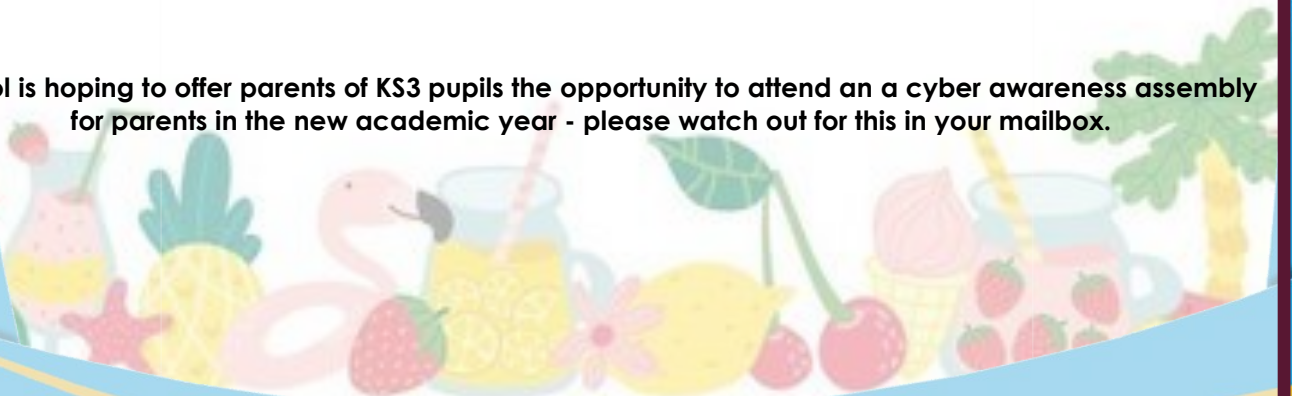 is hoping to offer parents of KS3 pupils the opportunity to attend an a cyber awareness assembly
for parents in the new academic year - please watch out for this in your mailbox.